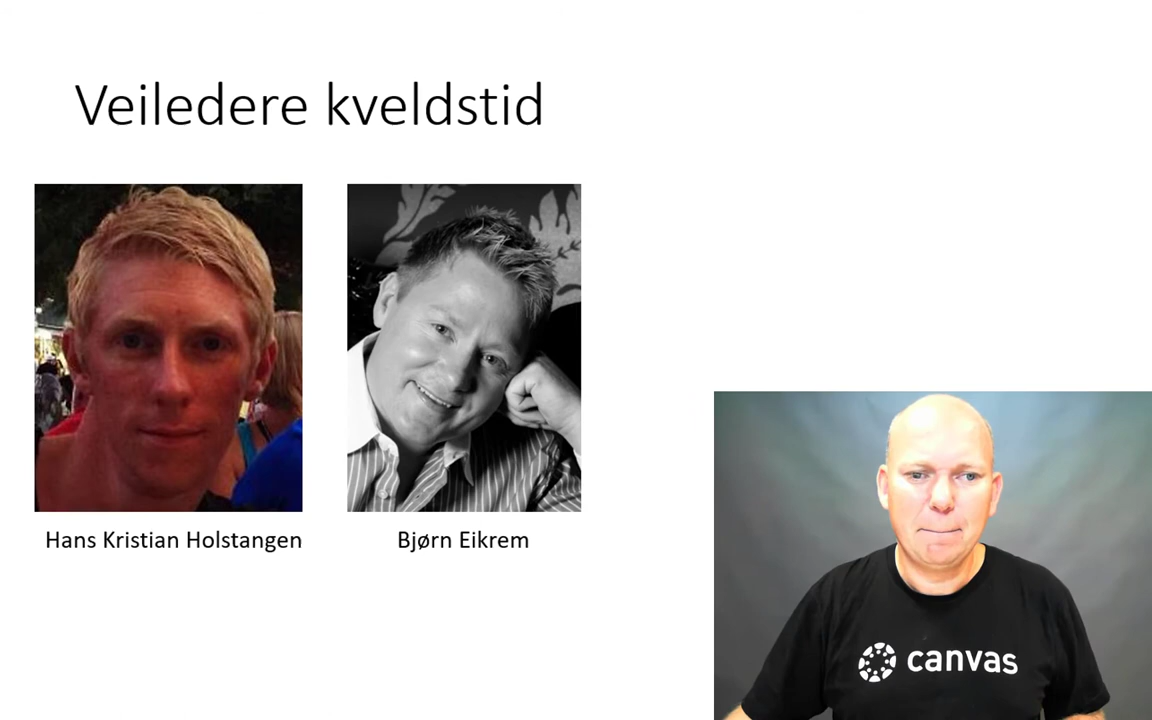 Veiledere kveldstid
Hans Kristian Holstangen
Bjørn Eikrem
canvas